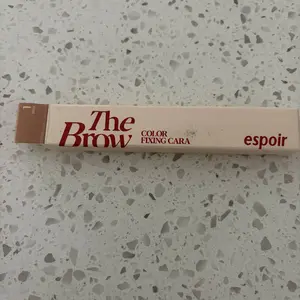 The
Brow
COLOR
FIXING CARA
espoir